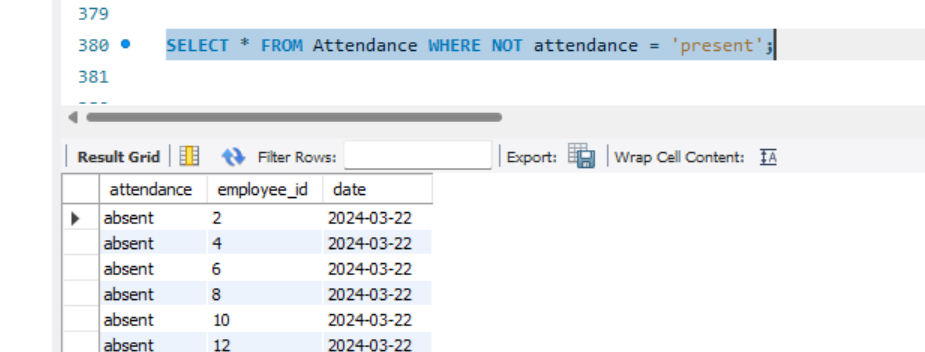 379
380 SELECT * FROM Attendance WHERE NOT attendance = 'present';
381
Result Grid Filter Rows: Export: Wrap Cell Content: IA
attendance employee_id date
absent 2 2024-03-22
absent 4 2024-03-22
absent 6 2024-03-22
absent 8 2024-03-22
absent 10 2024-03-22
absent 12 2024-03-22